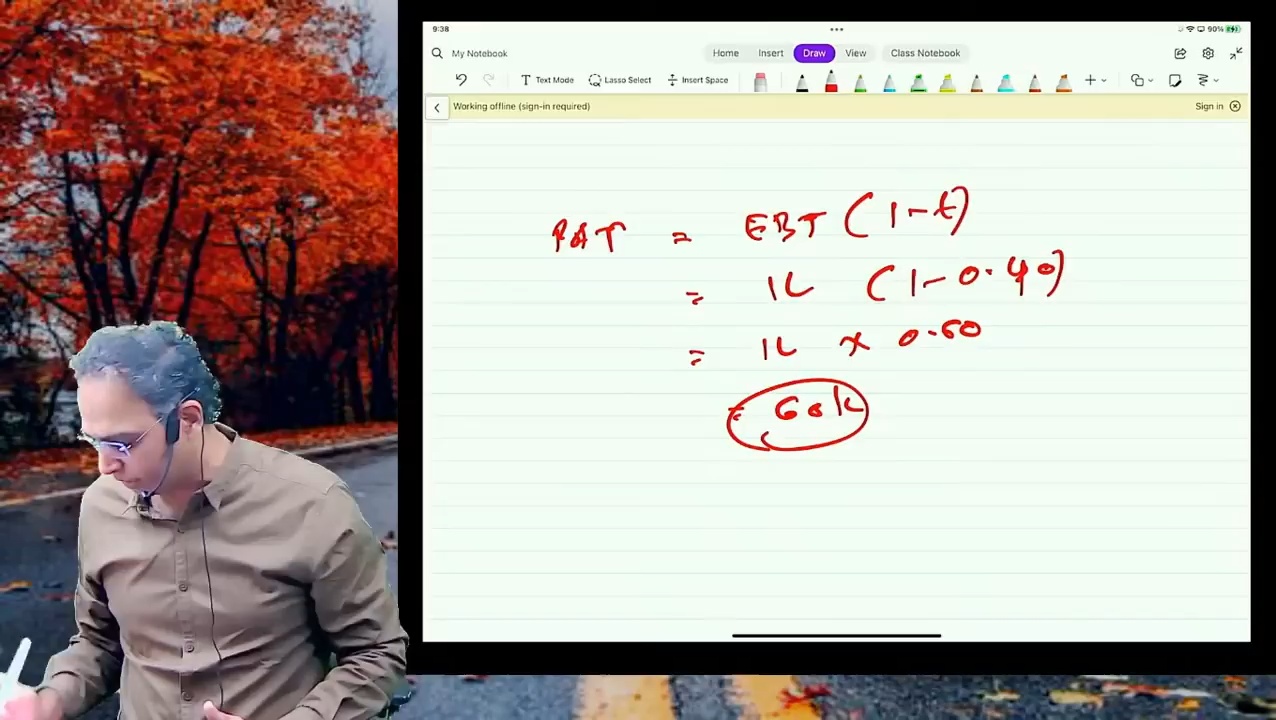 9:38
90%
My Notebook
Home Insert Draw View Class Notebook
Text Mode Lasso Select Insert Space
Working offline (sign-in required)
Sign in
PAT = EBT (1-t)
= 1L (1-0.40)
= 1L x 0.60
= 60k